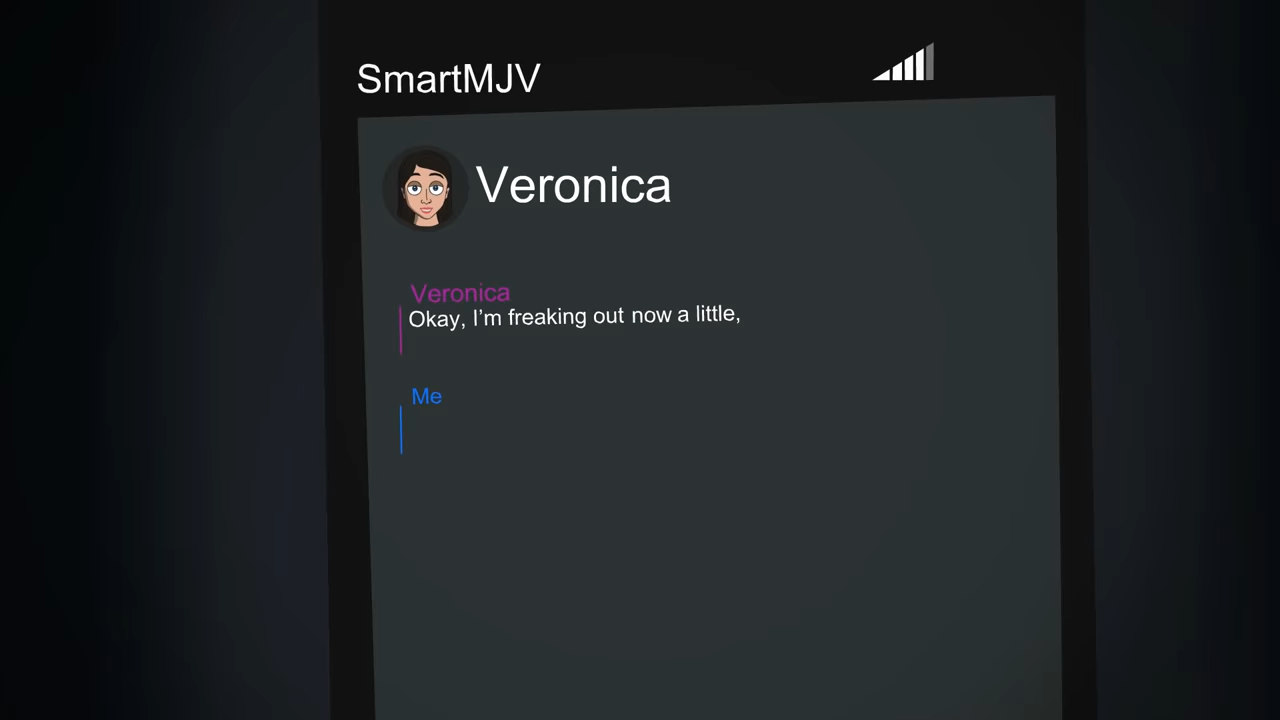 SmartMJV
Veronica
Veronica
Okay, I’m freaking out now a little,
Me